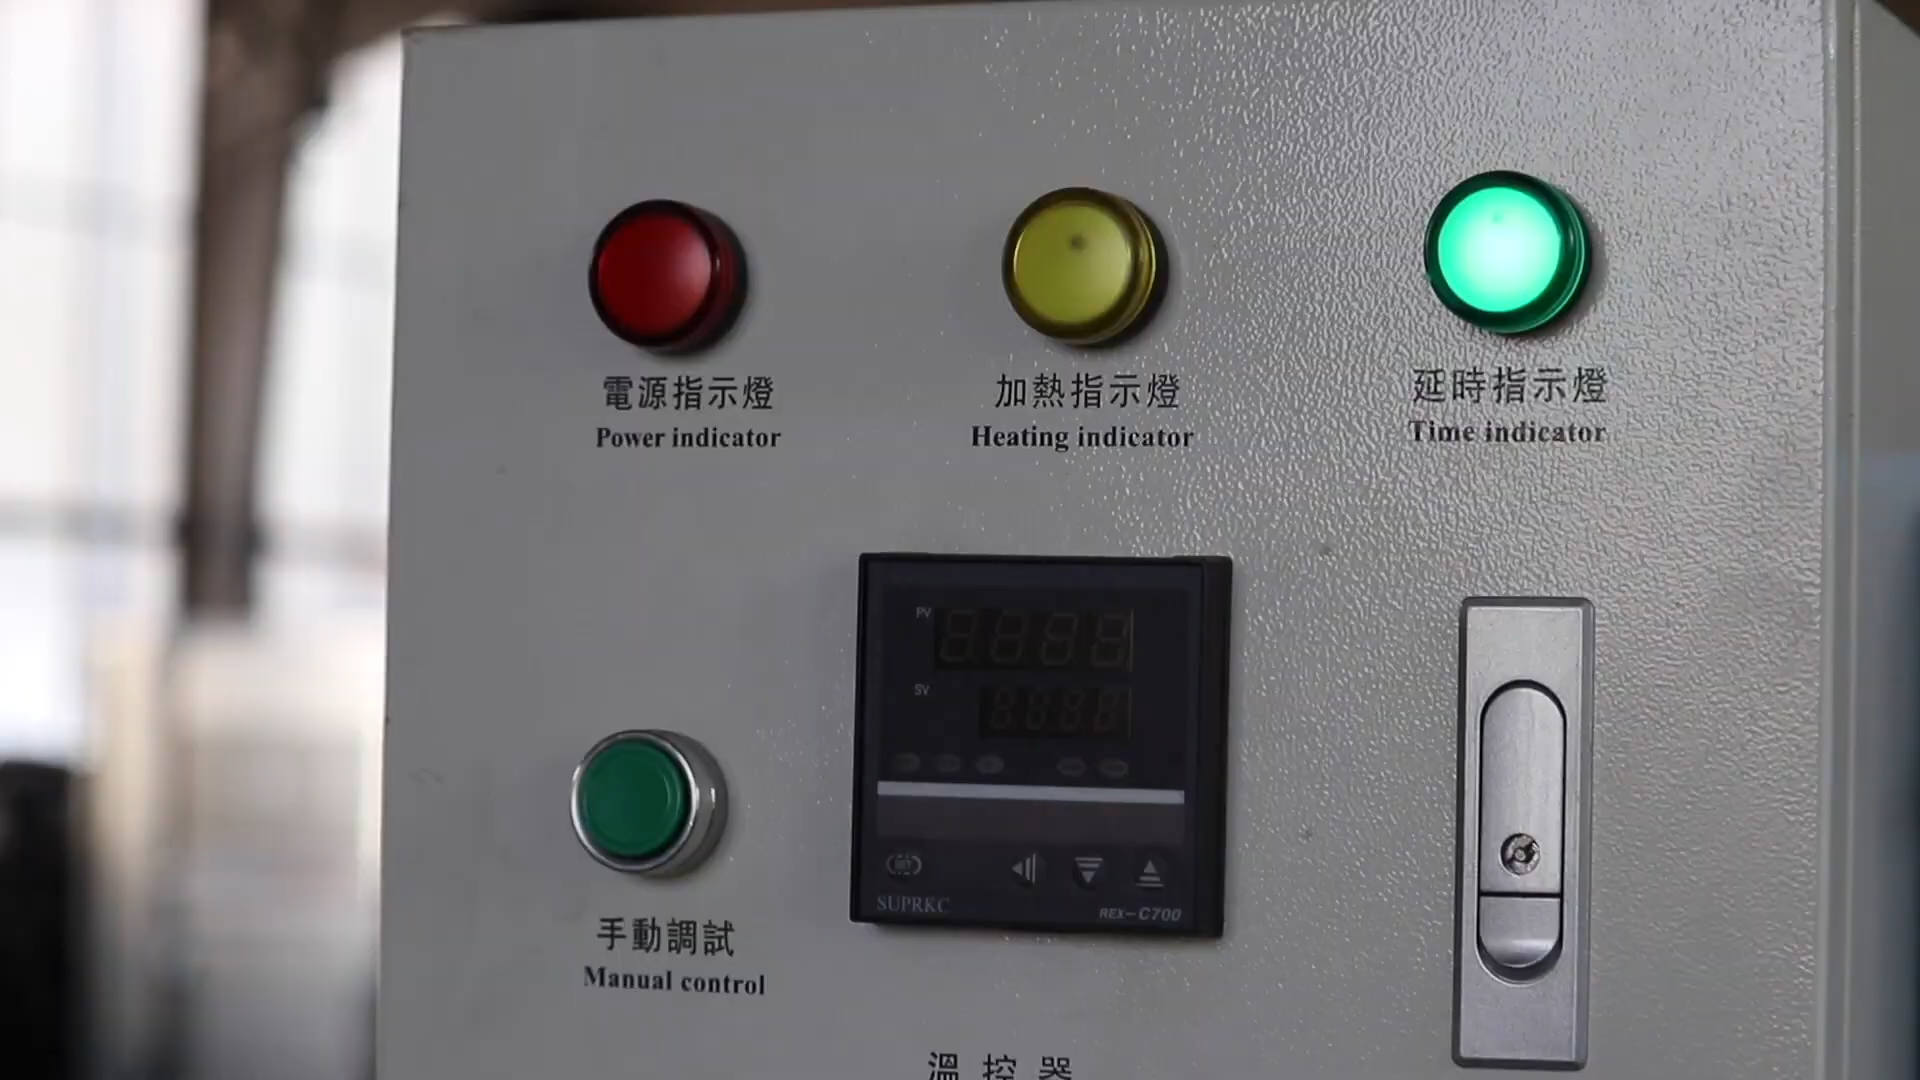 電源指示燈
Power indicator
加熱指示燈
Heating indicator
延時指示燈
Time indicator
PV
SV
SUPRKC
REX-C700
手動調試
Manual control
溫控器